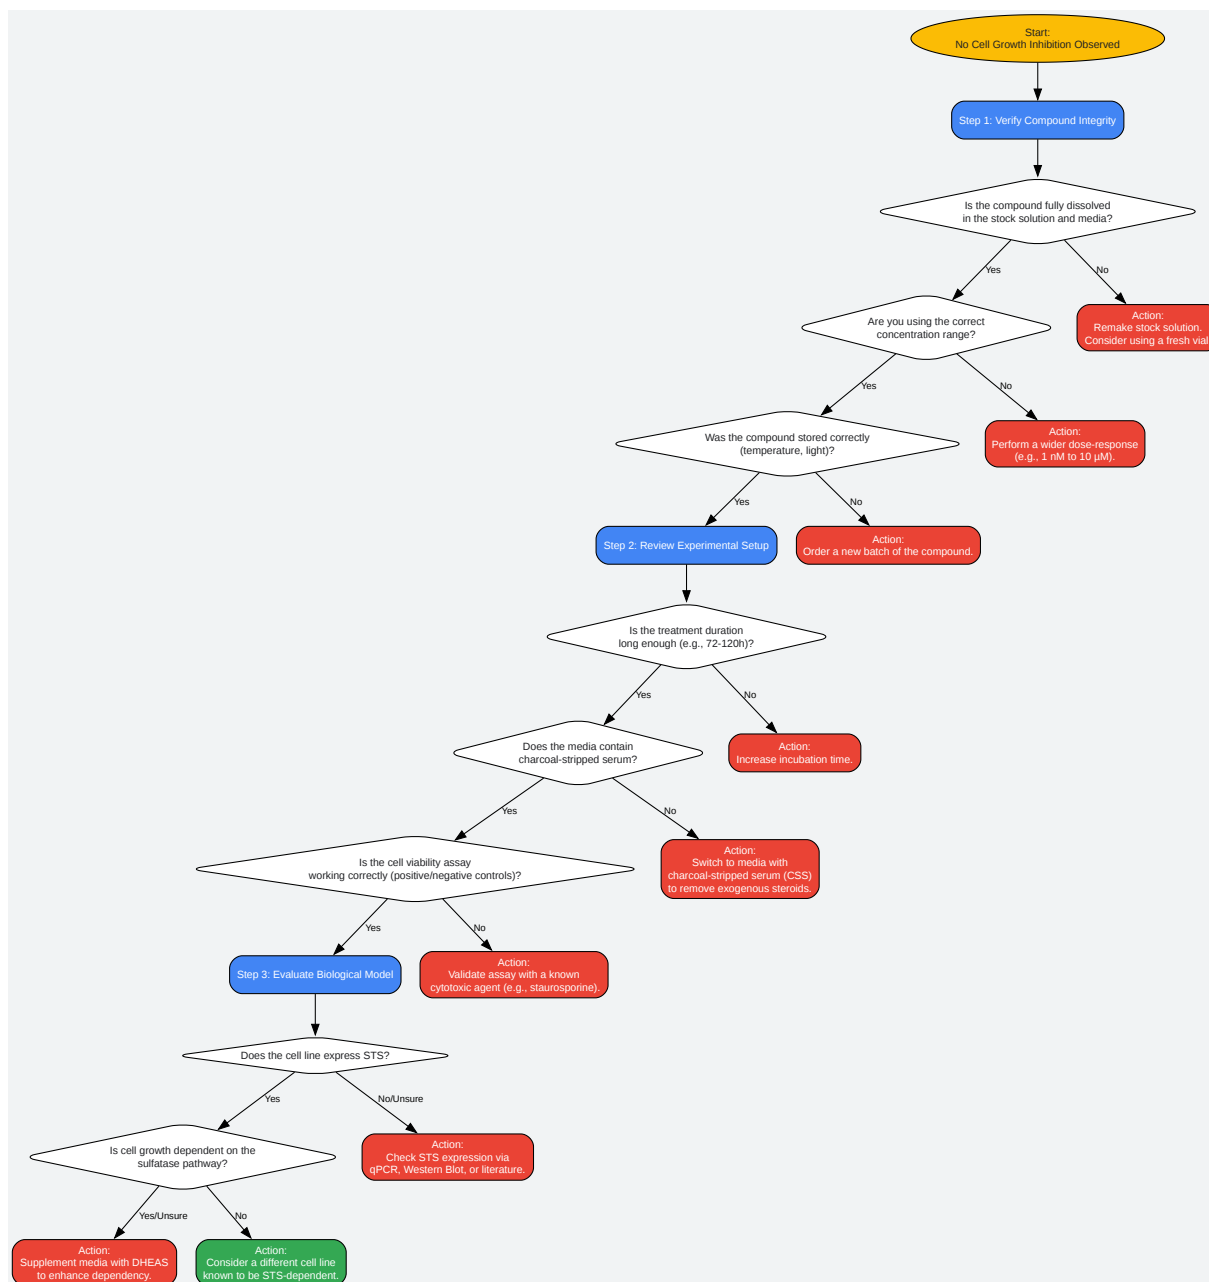 Start:
No Cell Growth Inhibition Observed
Step 1: Verify Compound Integrity
Is the compound fully dissolved
in the stock solution and media?
Yes
No
Are you using the correct
concentration range?
Action:
Remake stock solution.
Consider using a fresh vial
Yes
No
Was the compound stored correctly
(temperature, light)?
Action:
Perform a wider dose-response
(e.g., 1 nM to 10 µM).
Yes
No
Step 2: Review Experimental Setup
Action:
Order a new batch of the compound.
Is the treatment duration
long enough (e.g., 72-120h)?
Yes
No
Does the media contain
charcoal-stripped serum?
Action:
Increase incubation time.
Yes
No
Is the cell viability assay
working correctly (positive/negative controls)?
Action:
Switch to media with
charcoal-stripped serum (CSS)
to remove exogenous steroids.
Yes
No
Step 3: Evaluate Biological Model
Action:
Validate assay with a known
cytotoxic agent (e.g., staurosporine).
Does the cell line express STS?
Yes
No/Unsure
Is cell growth dependent on the
sulfatase pathway?
Action:
Check STS expression via
qPCR, Western Blot, or literature.
Yes/Unsure
No
Action:
Supplement media with DHEAS
to enhance dependency.
Action:
Consider a different cell line
known to be STS-dependent.